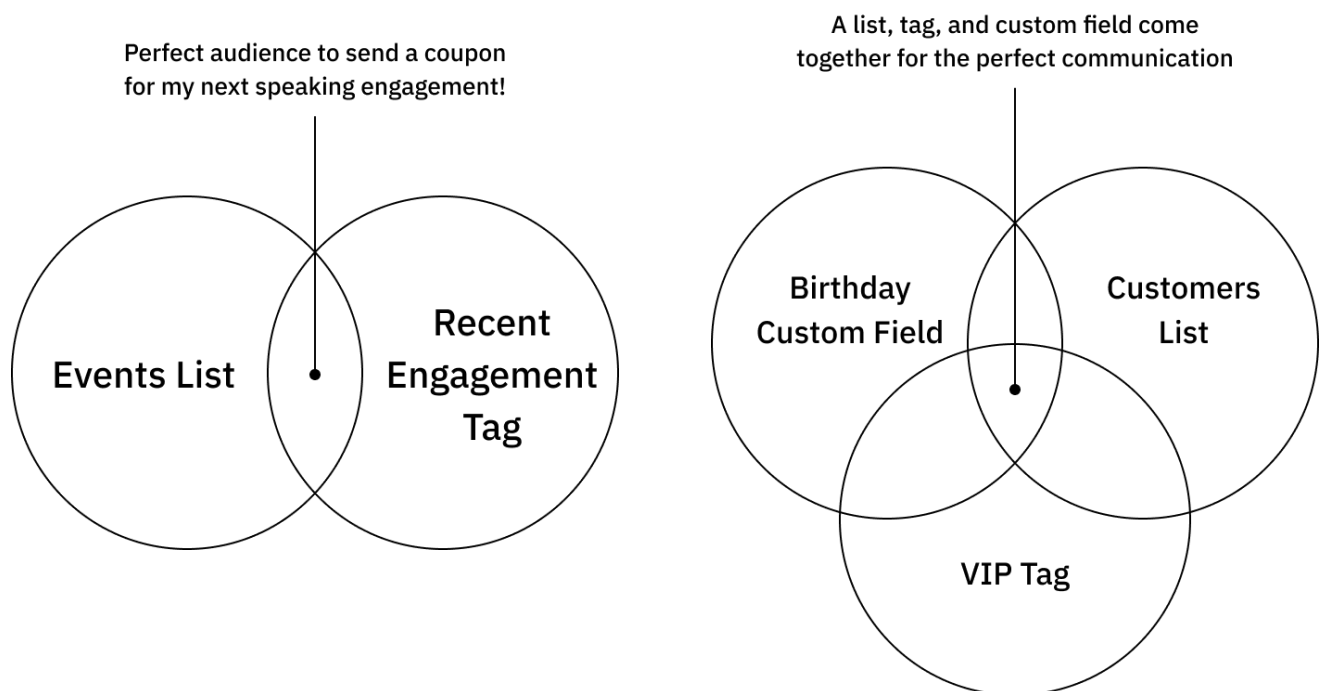 Perfect audience to send a coupon
for my next speaking engagement!
Events List
Recent
Engagement
Tag
A list, tag, and custom field come
together for the perfect communication
Birthday
Custom Field
Customers
List
VIP Tag